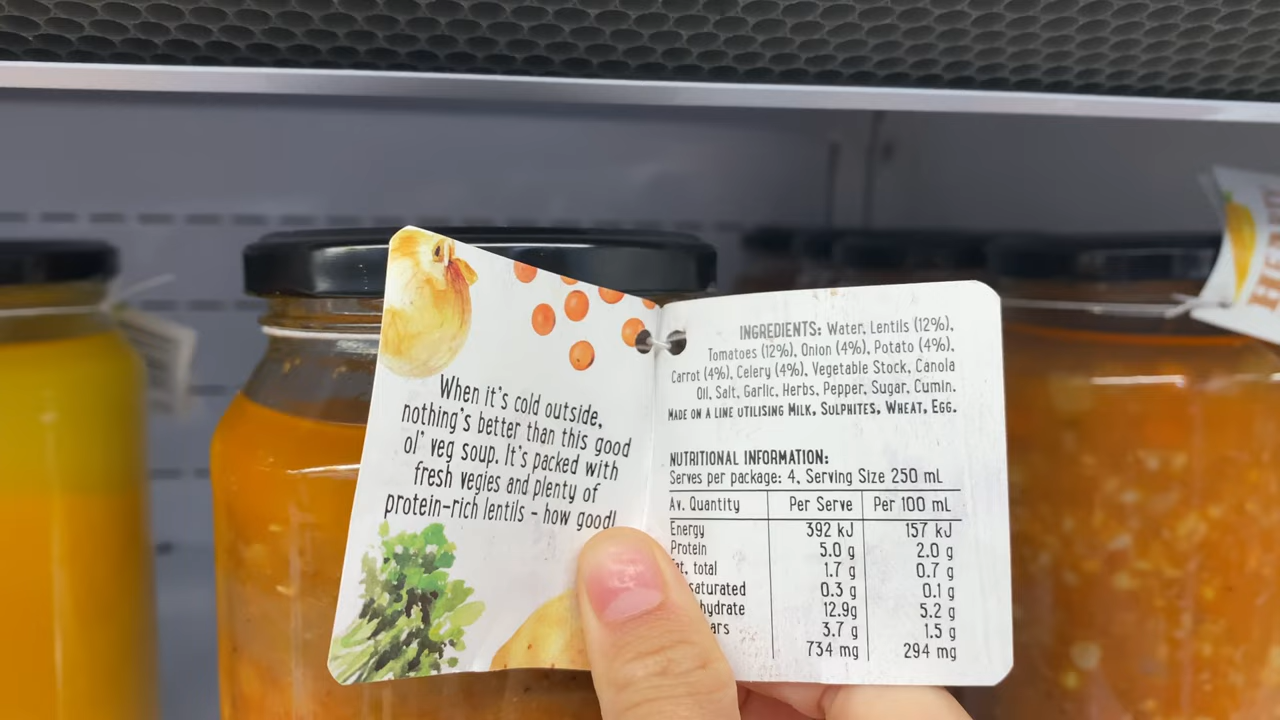 When it's cold outside,
nothing's better than this good
ol' veg soup. It's packed with
fresh vegies and plenty of
protein-rich lentils - how good!
INGREDIENTS: Water, Lentils (12%),
Tomatoes (12%), Onion (4%), Potato (4%),
Carrot (4%), Celery (4%), Vegetable Stock, Canola
Oil, Salt, Garlic, Herbs, Pepper, Sugar, Cumin.
MADE ON A LINE UTILISING MILK, SULPHITES, WHEAT, EGG.
NUTRITIONAL INFORMATION:
Serves per package: 4, Serving Size 250 mL
Av. Quantity Per Serve Per 100 mL
Energy 392 kJ 157 kJ
Protein 5.0 g 2.0 g
at, total 1.7 g 0.7 g
saturated 0.3 g 0.1 g
hydrate 12.9g 5.2 g
ars 3.7 g 1.5 g
734 mg 294 mg